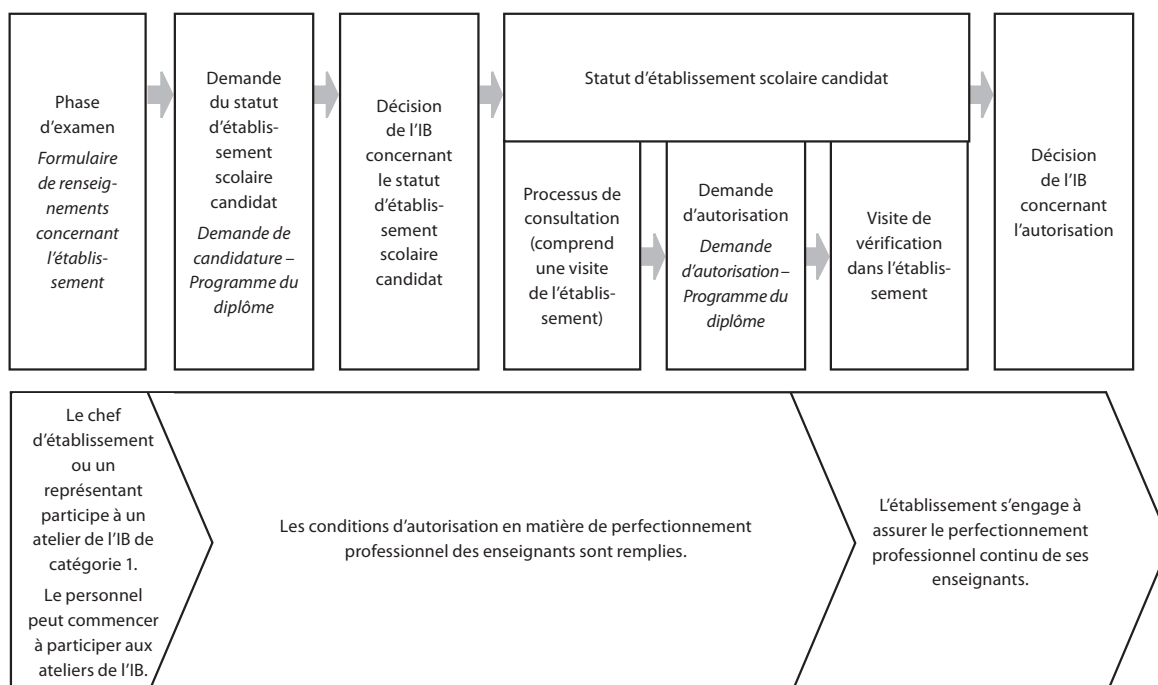 Phase
d'examen
Formulaire
de renseig-
nements
concernant
l'établis-
sement
Demande
du statut
d'établis-
sement
scolaire
candidat
Demande de
candidature –
Programme du
diplôme
Décision
de l'IB
concernant
le statut
d'établis-
sement
scolaire
candidat
Statut d'établissement scolaire candidat
Processus de
consultation
(comprend
une visite
de l'établis-
sement)
Demande
d'autorisation
Demande
d'autorisation –
Programme du
diplôme
Visite de
vérification
dans l'établis-
sement
Décision
de l'IB
concernant
l'autorisation
Le chef
d'établissement
ou un
représentant
participe à un
atelier de l'IB de
catégorie 1.
Le personnel
peut commencer
à participer aux
ateliers de l'IB.
Les conditions d'autorisation en matière de perfectionnement
professionnel des enseignants sont remplies.
L'établissement s'engage à
assurer le perfectionnement
professionnel continu de ses
enseignants.